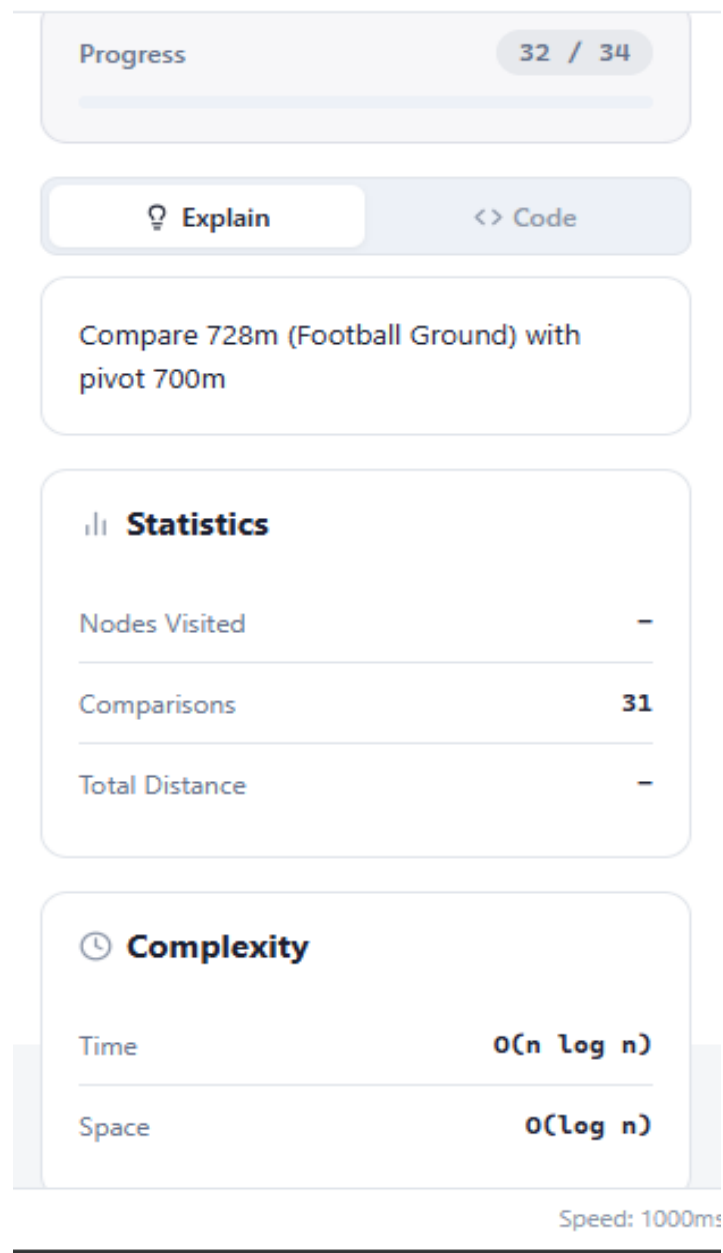 Progress 32 / 34
Explain <> Code
Compare 728m (Football Ground) with
pivot 700m
Statistics
Nodes Visited –
Comparisons 31
Total Distance –
Complexity
Time O(n log n)
Space O(log n)
Speed: 1000ms